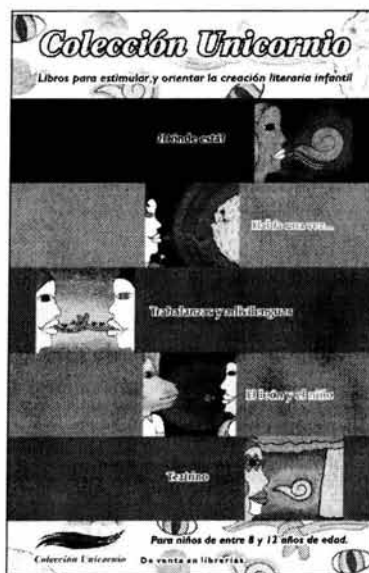 Colección Unicornio
Libros para estimular y orientar la creación literaria infantil
¿Dónde está?
Había una vez...
Trabalanzas y adivilenguas
El león y el niño
Teatrino
Para niños de entre 8 y 12 años de edad.
Colección Unicornio
De venta en librerías.